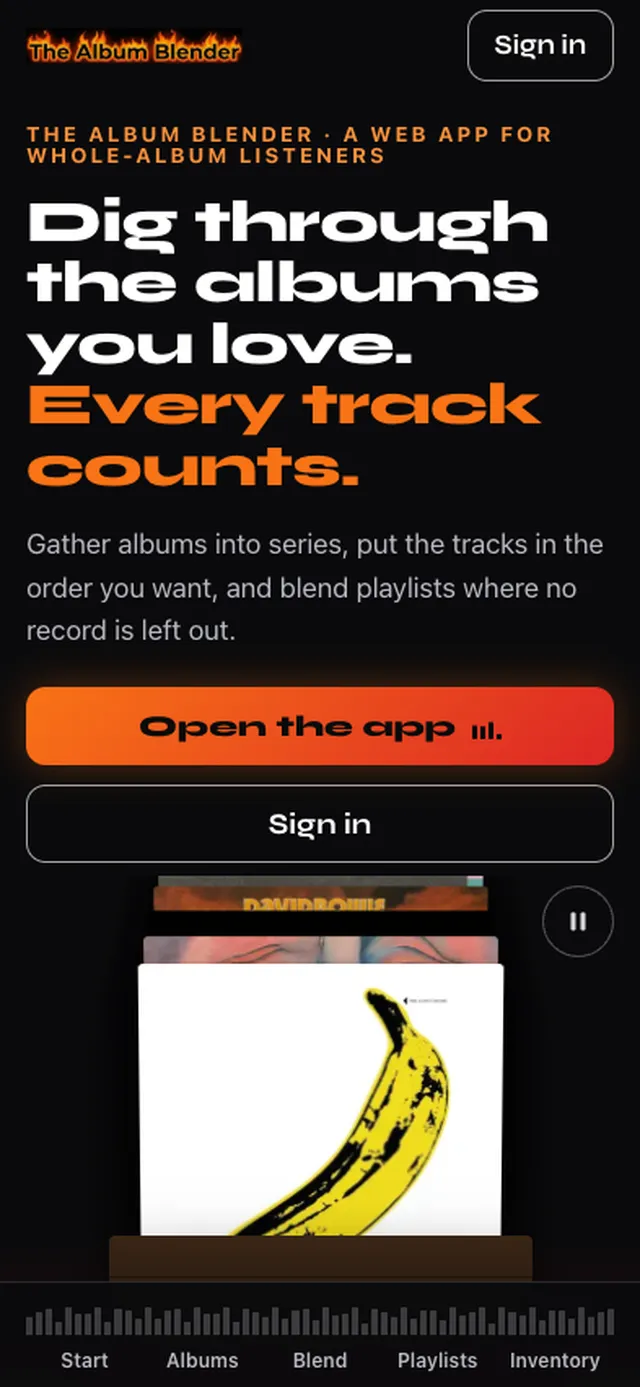 The Album Blender
Sign in
THE ALBUM BLENDER · A WEB APP FOR
WHOLE-ALBUM LISTENERS
Dig through
the albums
you love.
Every track
counts.
Gather albums into series, put the tracks in the
order you want, and blend playlists where no
record is left out.
Open the app
Sign in
DAVID BOWIE
Start
Albums
Blend
Playlists
Inventory